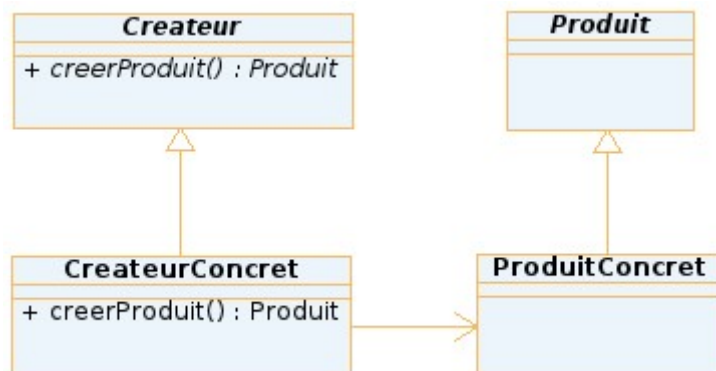 Createur
+ creerProduit() : Produit
Produit
CreateurConcret
+ creerProduit() : Produit
ProduitConcret